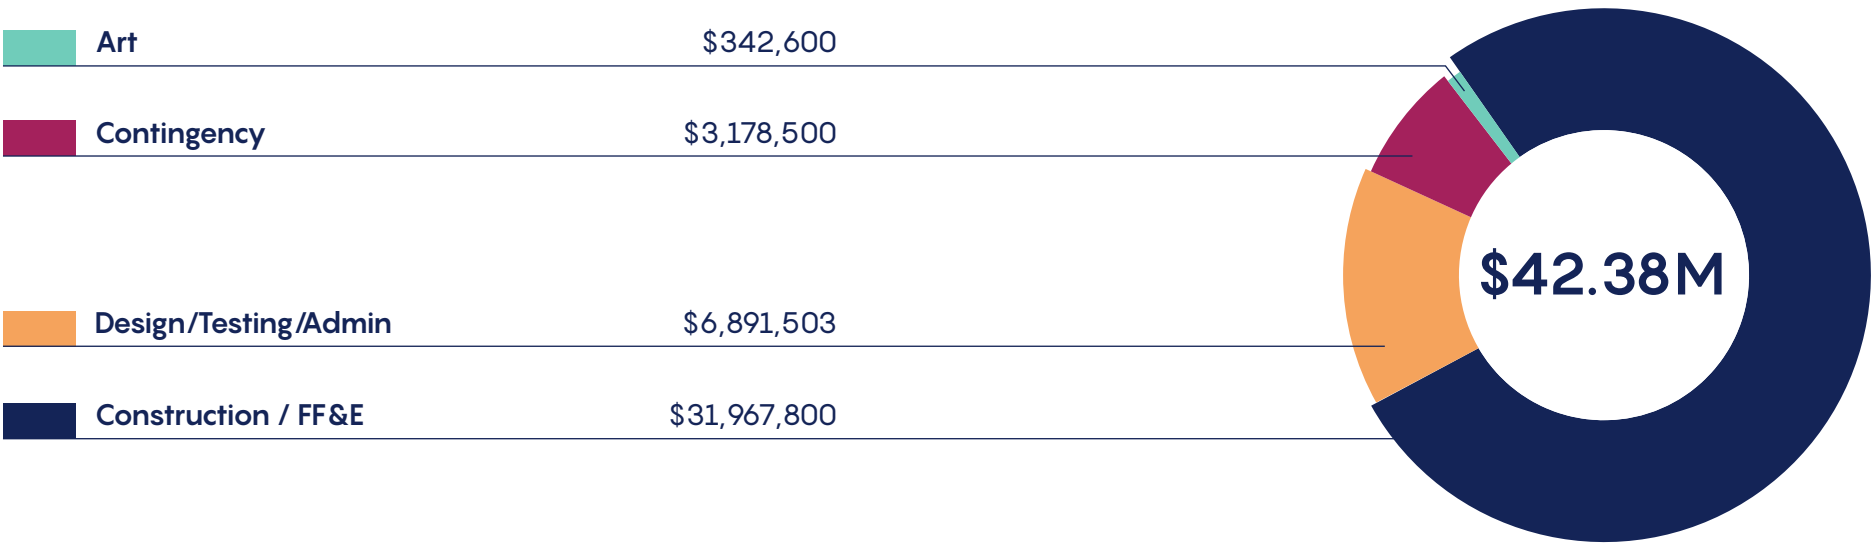 Art $342,600
Contingency $3,178,500
Design/Testing/Admin $6,891,503
Construction / FF&E $31,967,800
$42.38M